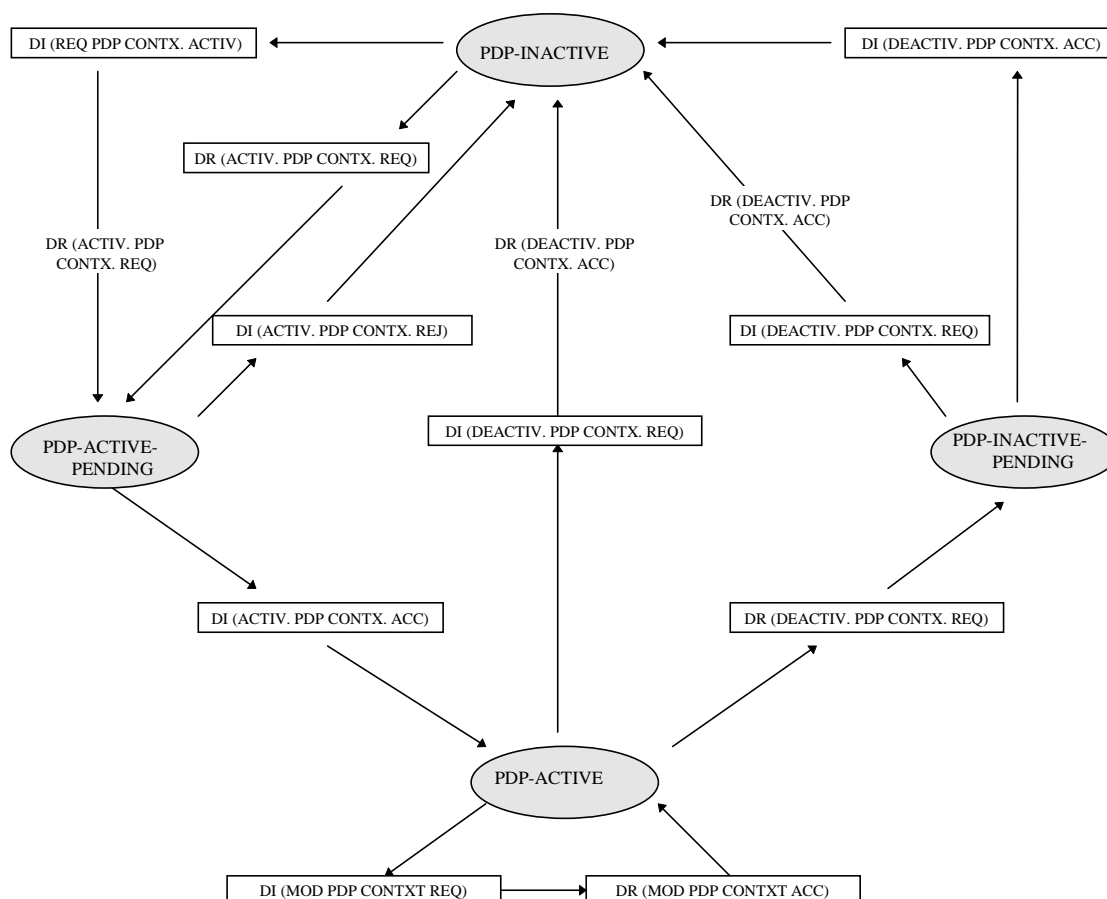 DI (REQ PDP CONTX. ACTIV)
PDP-INACTIVE
DI (DEACTIV. PDP CONTX. ACC)
DR (ACTIV. PDP CONTX. REQ)
DR (DEACTIV. PDP
CONTX. ACC)
DR (ACTIV. PDP
CONTX. REQ)
DR (DEACTIV. PDP
CONTX. ACC)
DI (ACTIV. PDP CONTX. REJ)
DI (DEACTIV. PDP CONTX. REQ)
PDP-ACTIVE-
PENDING
DI (DEACTIV. PDP CONTX. REQ)
PDP-INACTIVE-
PENDING
DI (ACTIV. PDP CONTX. ACC)
DR (DEACTIV. PDP CONTX. REQ)
PDP-ACTIVE
DI (MOD PDP CONTXT REQ)
DR (MOD PDP CONTXT ACC)